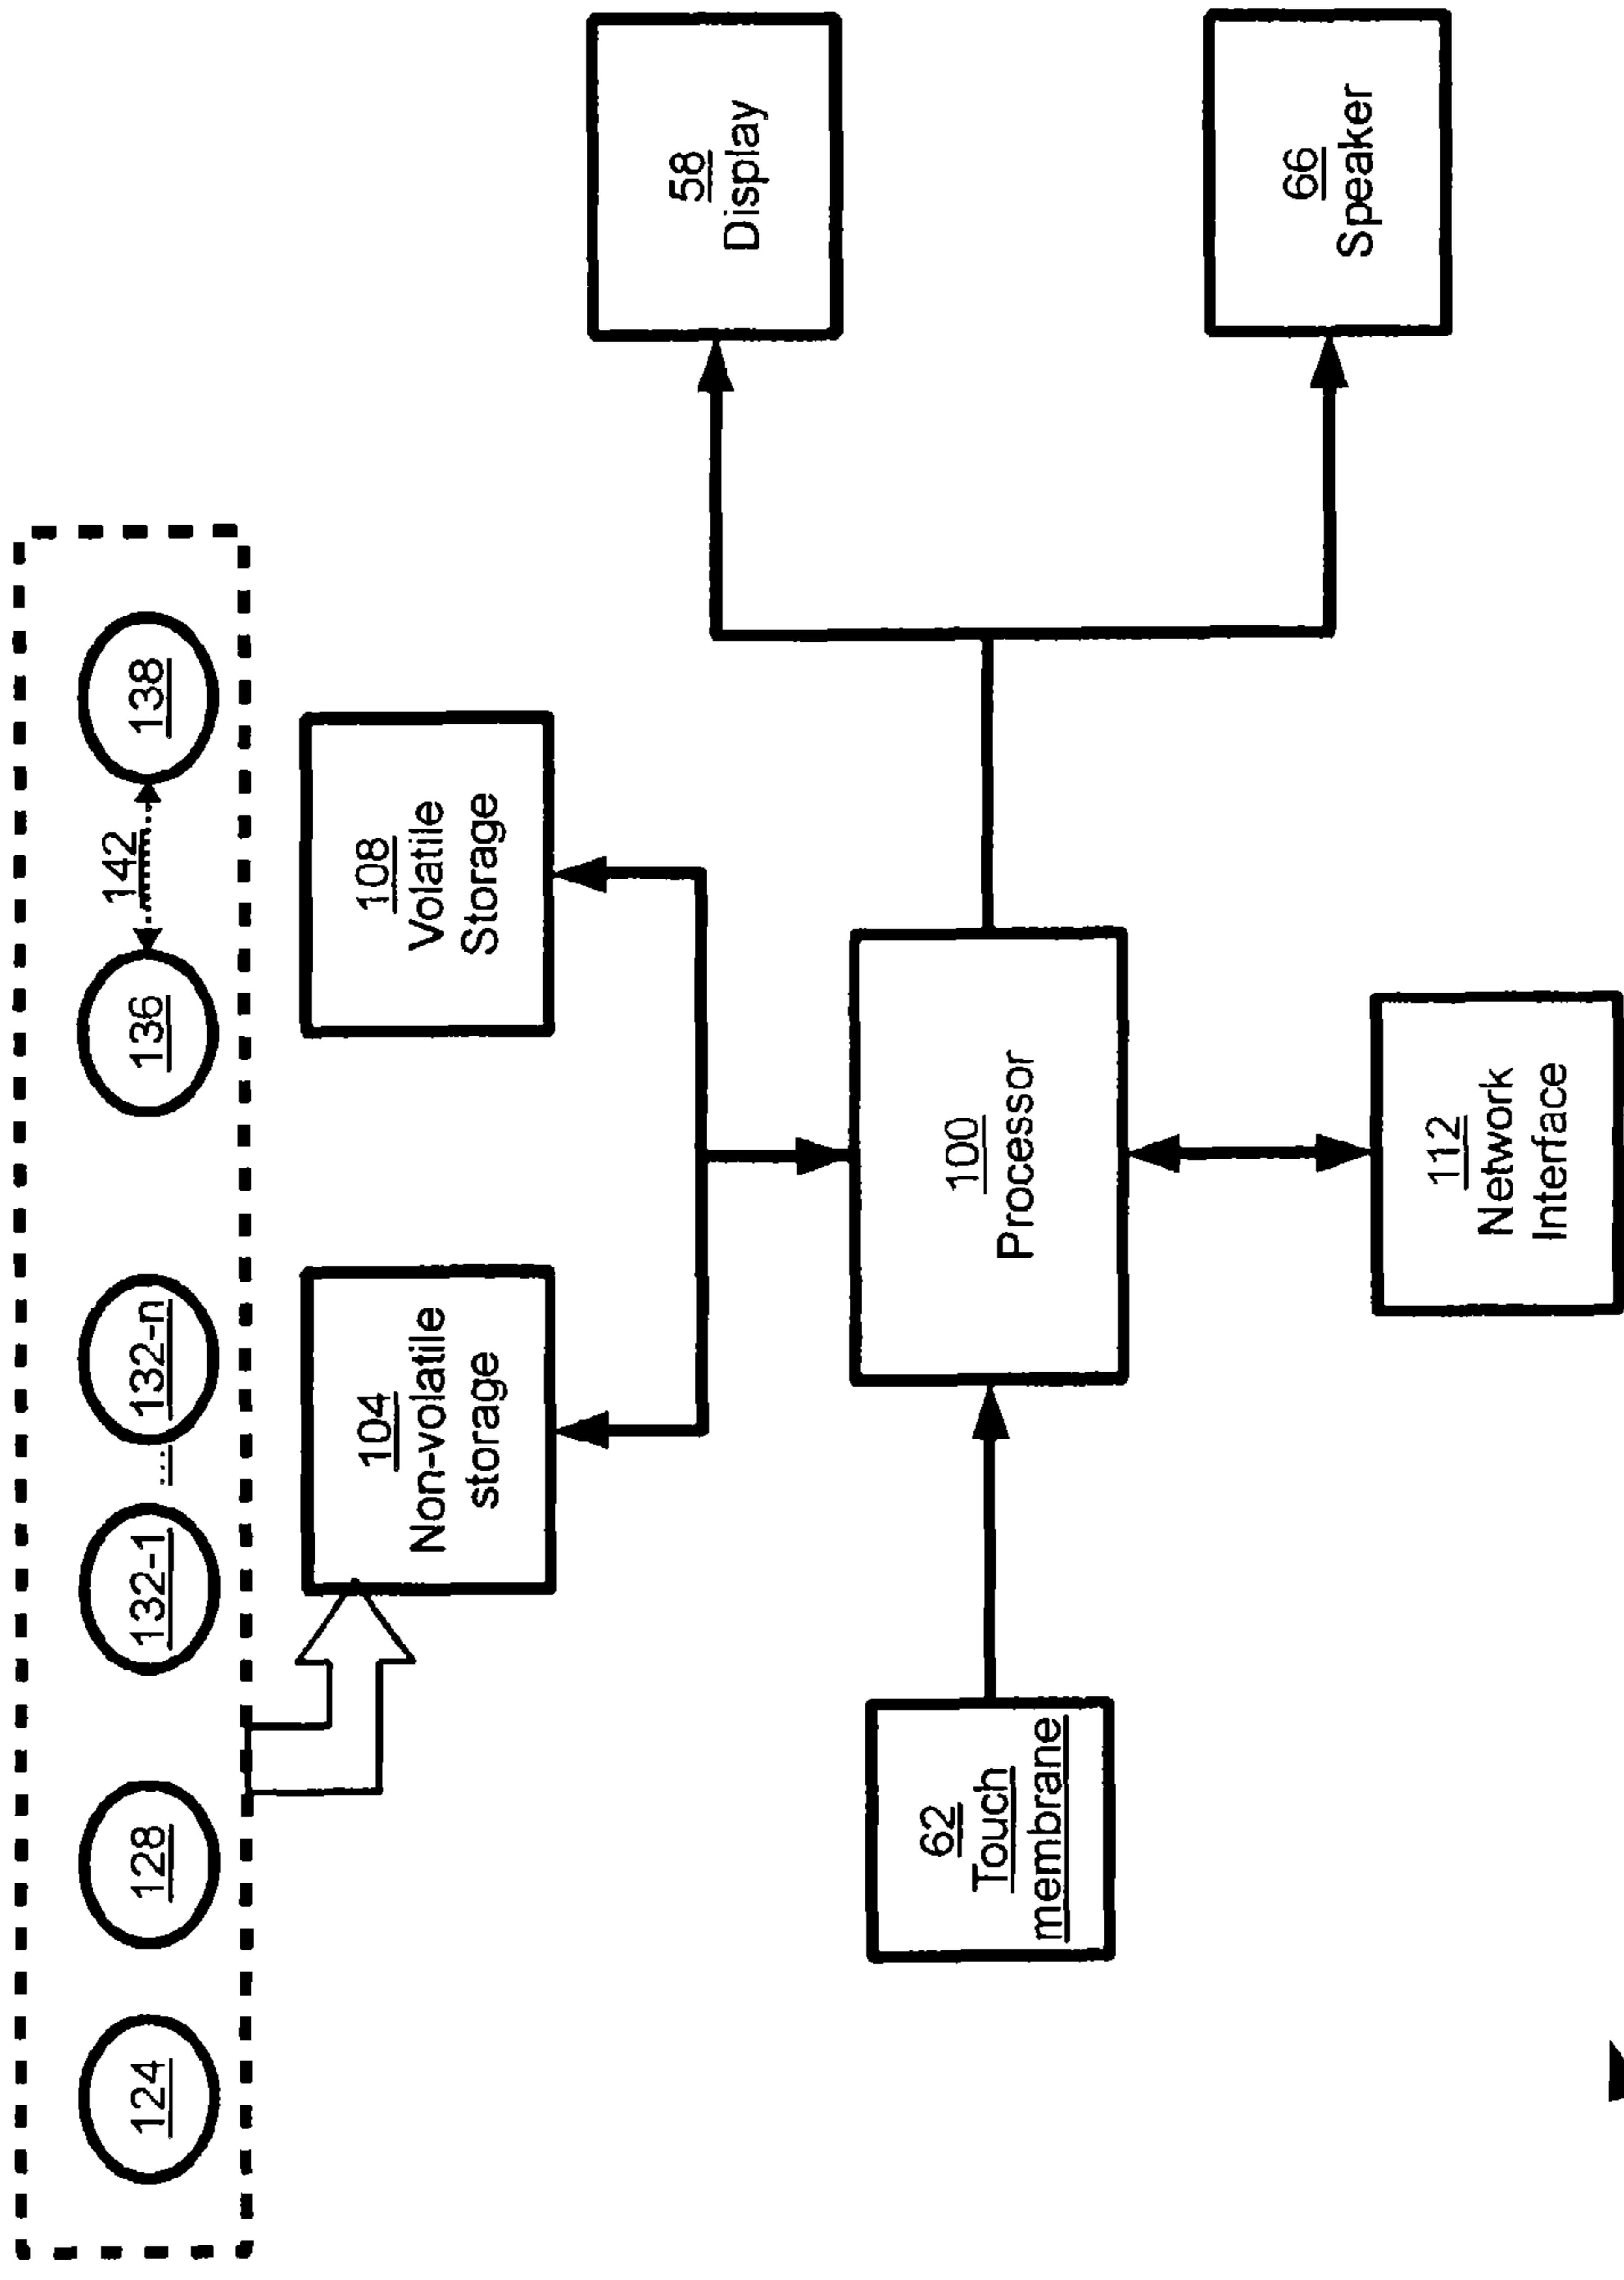 124
128
132-1
...
132-n
136
142
138
104
Non-volatile
storage
108
Volatile
Storage
62
Touch
membrane
100
Processor
58
Display
112
Network
Interface
66
Speaker